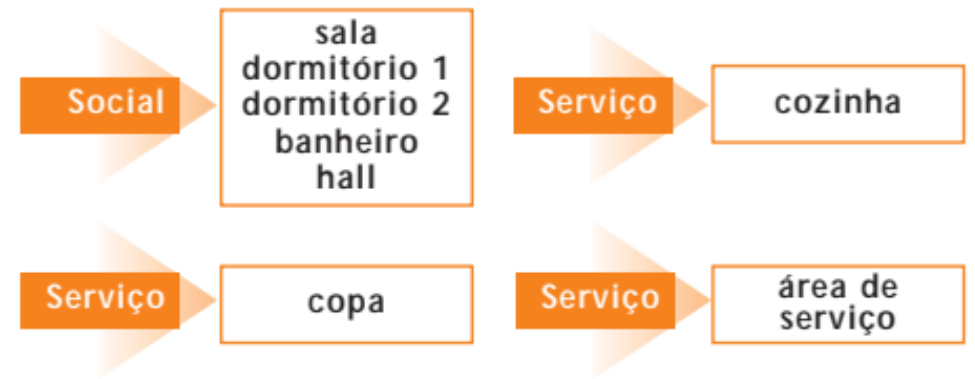 Social
sala
dormitório 1
dormitório 2
banheiro
hall
Serviço
cozinha
Serviço
copa
Serviço
área de
serviço